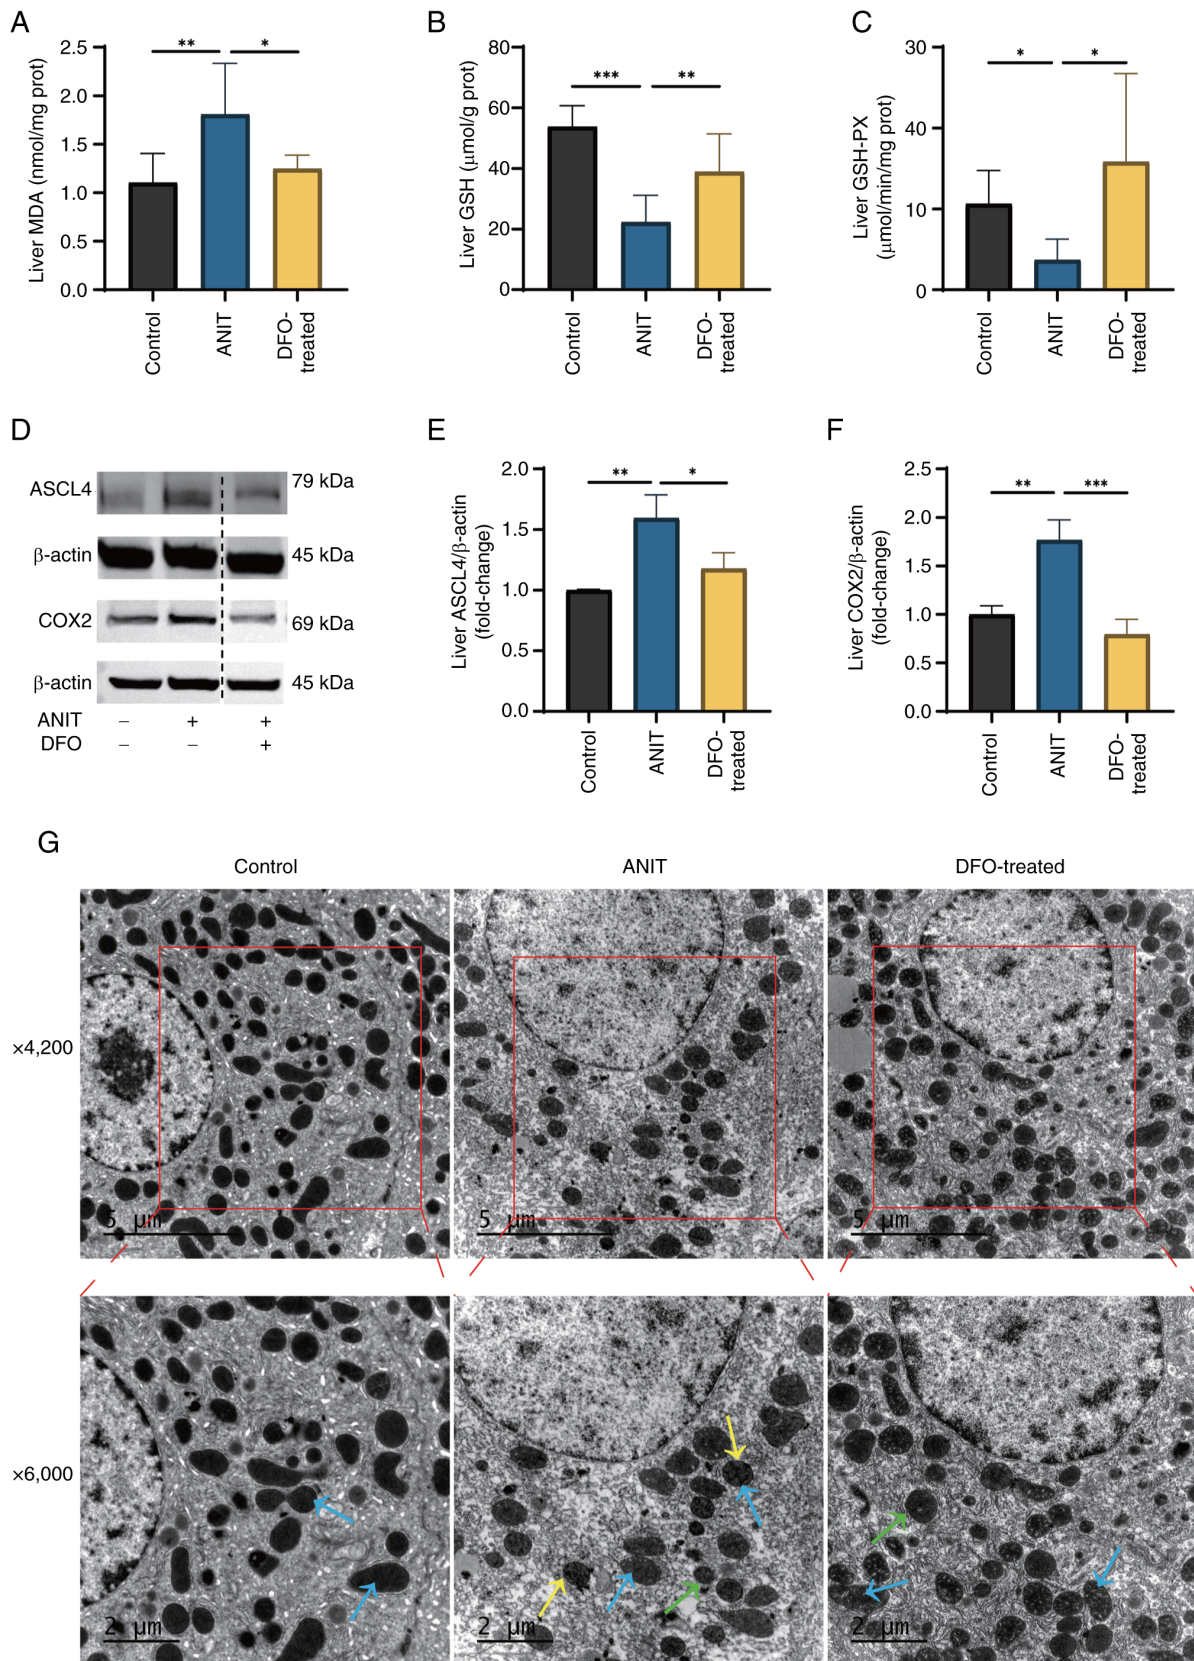 A
Liver MDA (nmol/mg prot)
2.5
2.0
1.5
1.0
0.5
0.0
**
*
Control
ANIT
DFO-
treated
B
Liver GSH (μmol/g prot)
80
60
40
20
0
***
**
Control
ANIT
DFO-
treated
C
Liver GSH-PX
(μmol/min/mg prot)
30
40
10
0
*
*
Control
ANIT
DFO-
treated
D
ASCL4
79 kDa
β-actin
45 kDa
COX2
69 kDa
β-actin
45 kDa
ANIT − + +
DFO − − +
E
Liver ASCL4/β-actin
(fold-change)
2.0
1.5
1.0
0.5
0.0
**
*
Control
ANIT
DFO-
treated
F
Liver COX2/β-actin
(fold-change)
2.5
2.0
1.5
1.0
0.5
0.0
**
***
Control
ANIT
DFO-
treated
G
Control
ANIT
DFO-treated
×4,200
5 μm
5 μm
5 μm
×6,000
2 μm
2 μm
2 μm